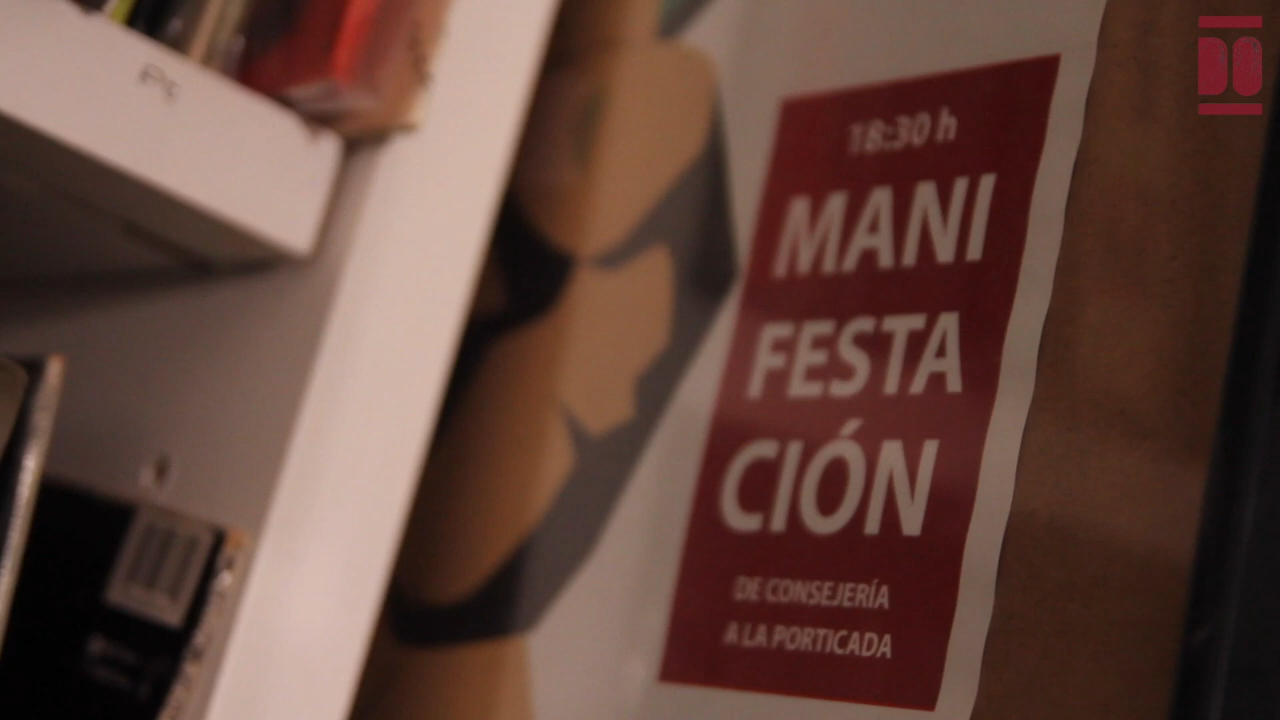 18:30 h
MANI
FESTA
CIÓN
DE CONSEJERÍA
A LA PORTICADA